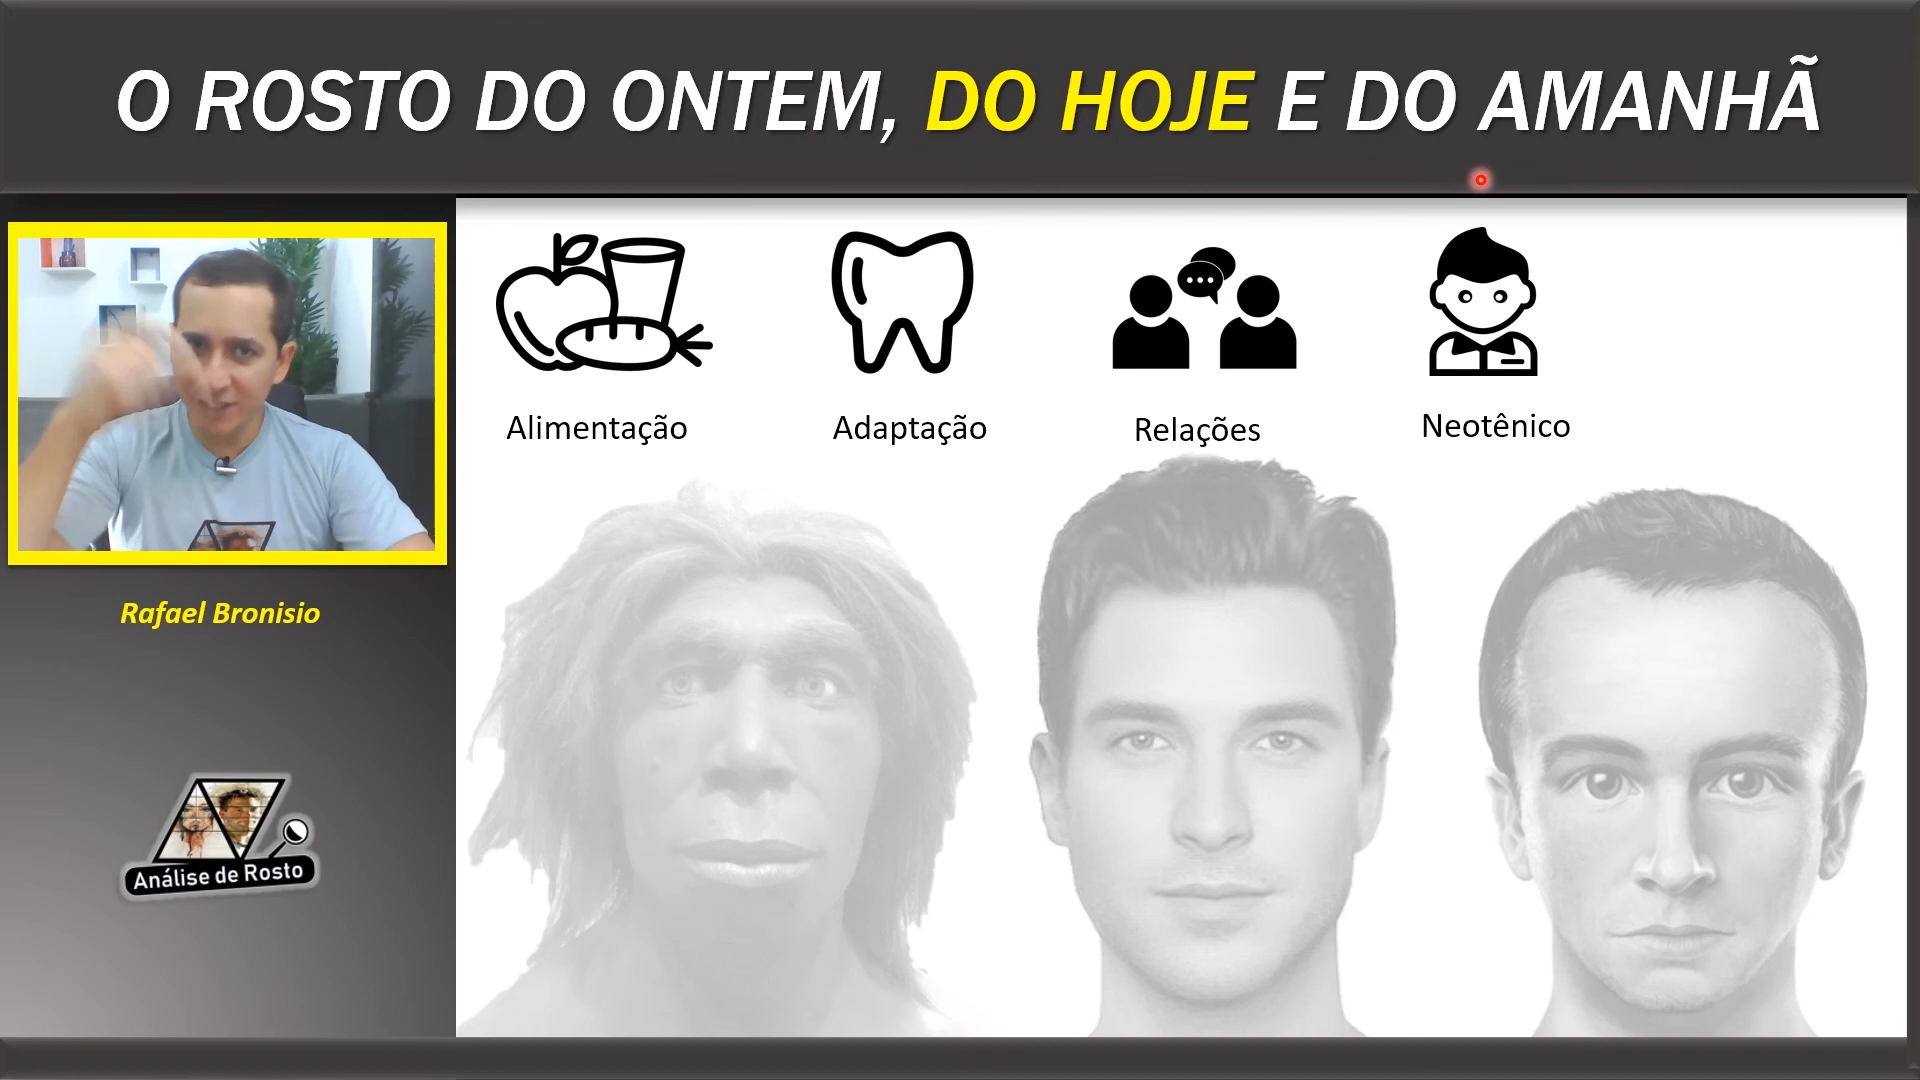 O ROSTO DO ONTEM, DO HOJE E DO AMANHÃ
Alimentação
Adaptação
Relações
Neotênico
Rafael Bronisio
Análise de Rosto